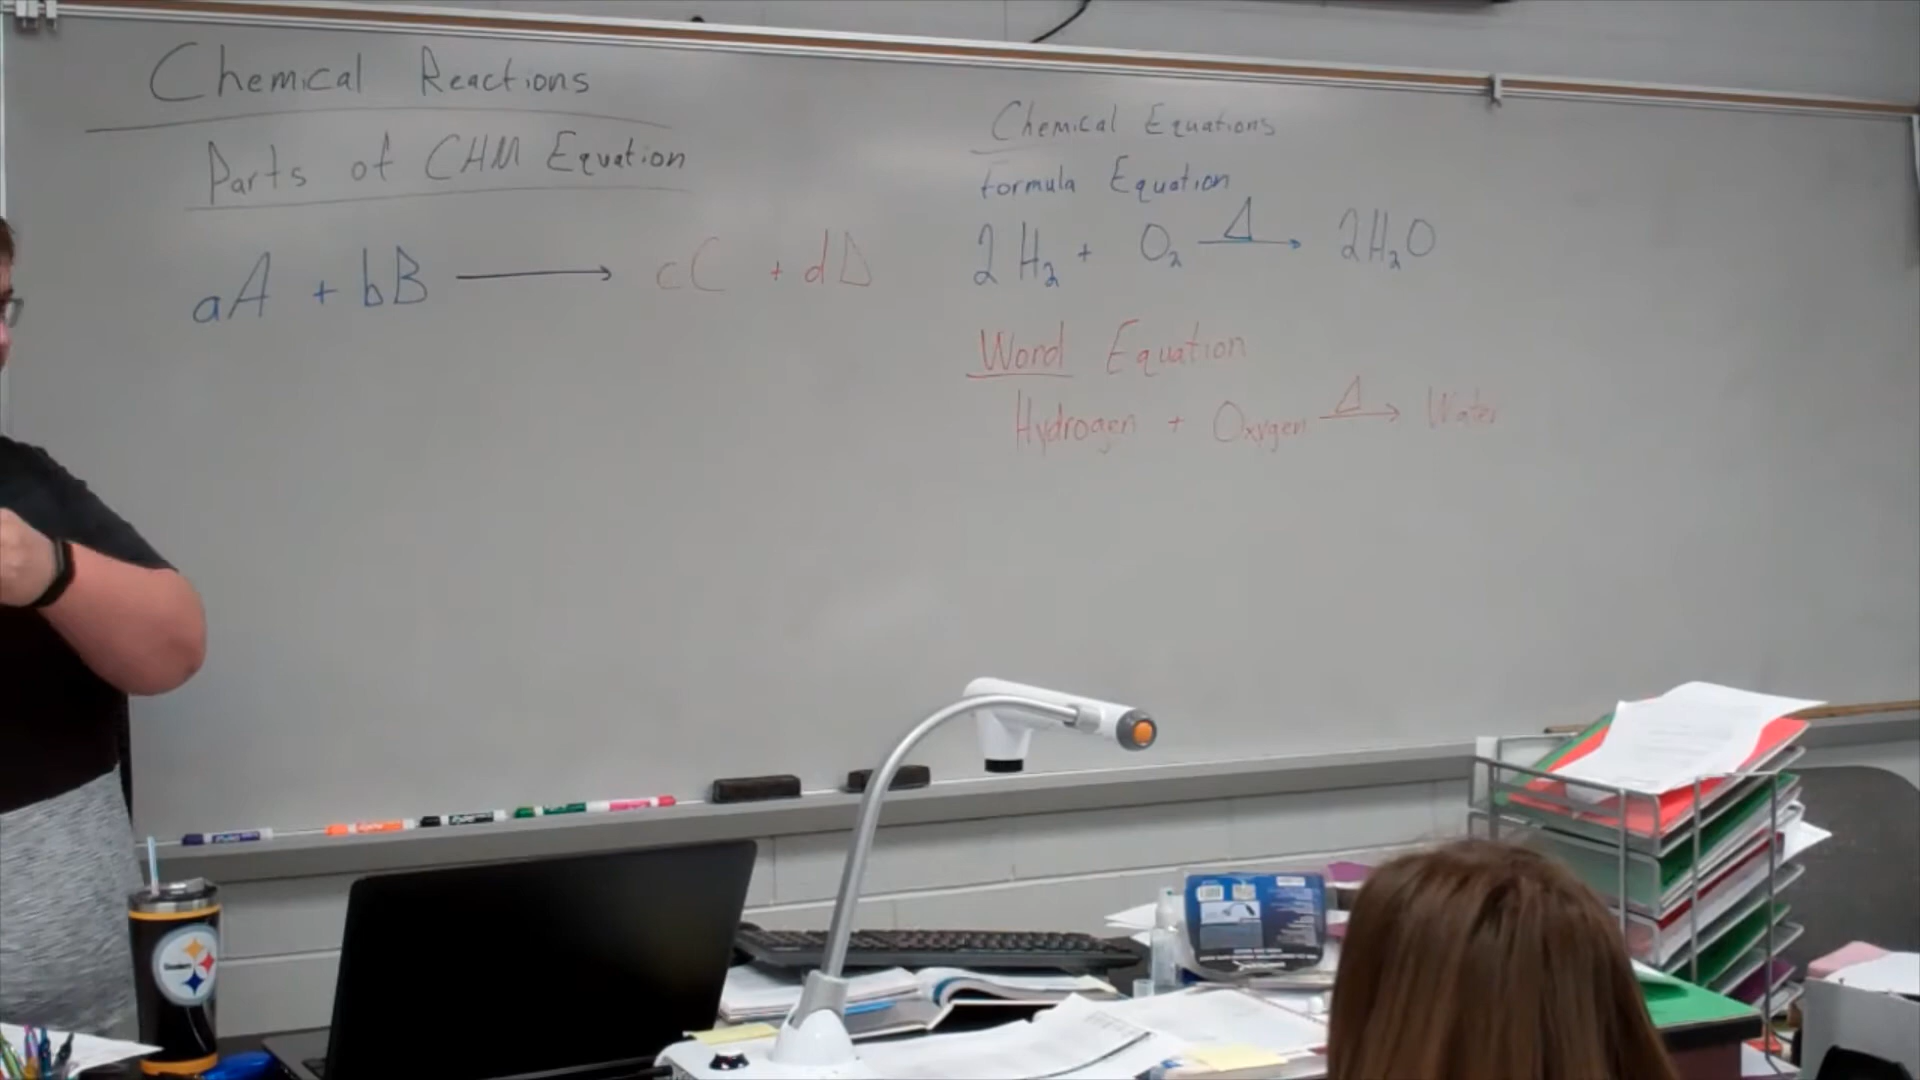 Chemical Reactions
Parts of CHM Equation
aA + bB ⟶ cC + dD
Chemical Equations
Formula Equation
2H₂ + O₂ —Δ→ 2H₂O
Word Equation
Hydrogen + Oxygen —Δ→ Water
Steelers